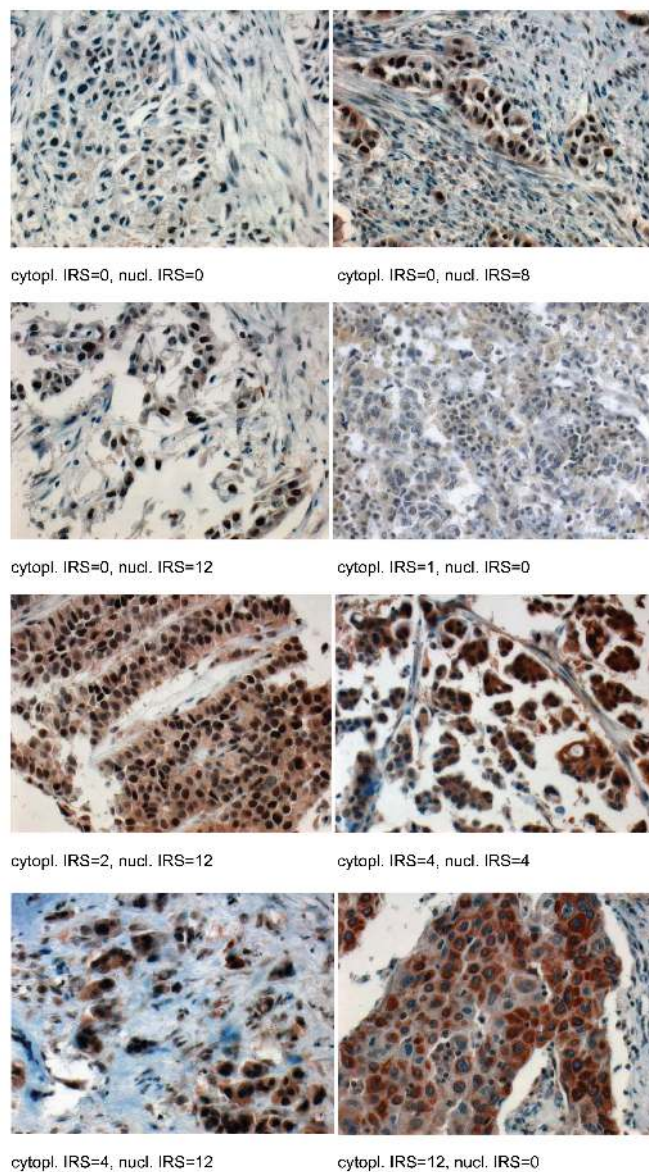 cytopl. IRS=0, nucl. IRS=0
cytopl. IRS=0, nucl. IRS=8
cytopl. IRS=0, nucl. IRS=12
cytopl. IRS=1, nucl. IRS=0
cytopl. IRS=2, nucl. IRS=12
cytopl. IRS=4, nucl. IRS=4
cytopl. IRS=4, nucl. IRS=12
cytopl. IRS=12, nucl. IRS=0